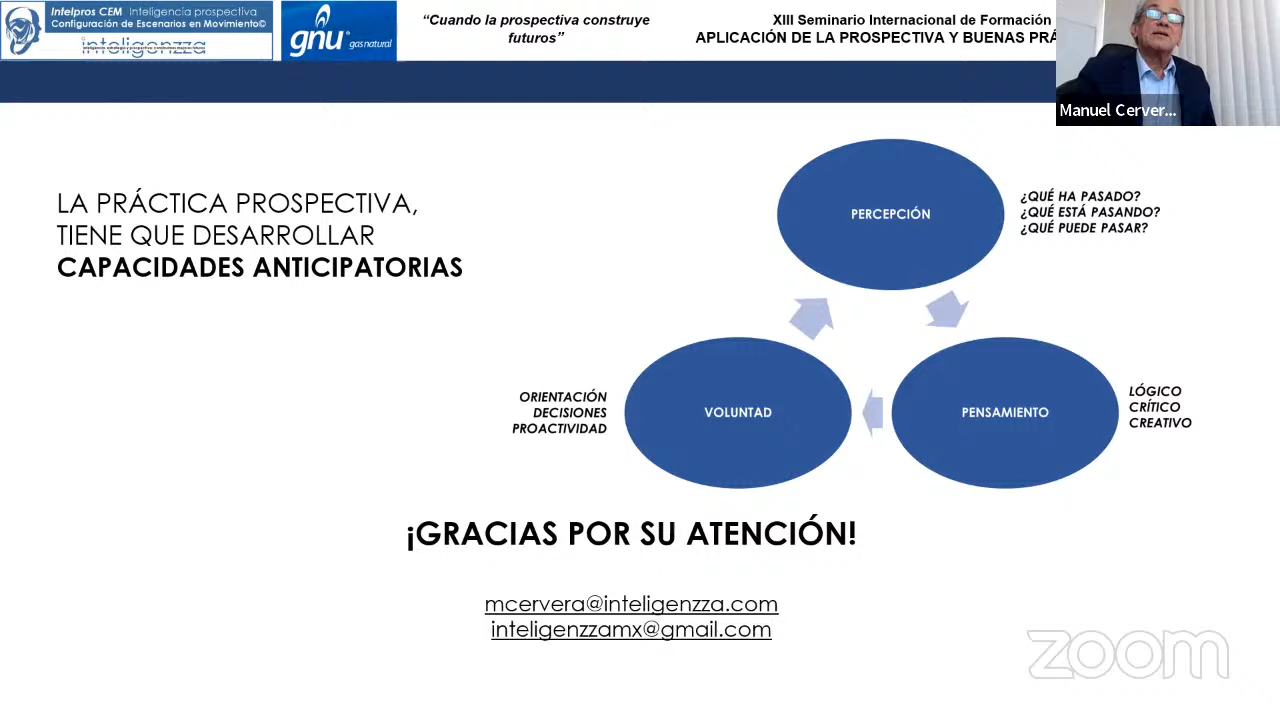 Intelpros CEM Inteligencia prospectiva
Configuración de Escenarios en Movimiento©
inteligenzza
gnu gas natural
“Cuando la prospectiva construye
futuros”
XIII Seminario Internacional de Formación
APLICACIÓN DE LA PROSPECTIVA Y BUENAS PRÁ
Manuel Cerver...
LA PRÁCTICA PROSPECTIVA,
TIENE QUE DESARROLLAR
CAPACIDADES ANTICIPATORIAS
PERCEPCIÓN
¿QUÉ HA PASADO?
¿QUÉ ESTÁ PASANDO?
¿QUÉ PUEDE PASAR?
ORIENTACIÓN
DECISIONES
PROACTIVIDAD
VOLUNTAD
PENSAMIENTO
LÓGICO
CRÍTICO
CREATIVO
¡GRACIAS POR SU ATENCIÓN!
mcervera@inteligenzza.com
inteligenzzamx@gmail.com
zoom